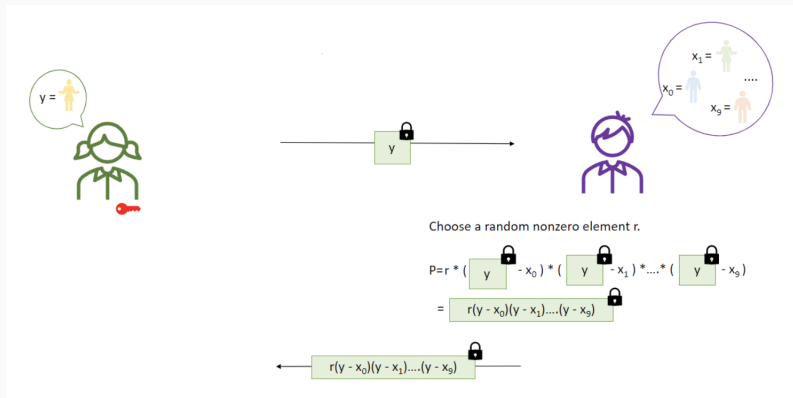 x₁ =
....
y =
x₀ =
x₉ =
y
Choose a random nonzero element r.
P=r * ( y - x₀ ) * ( y - x₁ ) *....* ( y - x₉ )
= r(y - x₀)(y - x₁)....(y - x₉)
r(y - x₀)(y - x₁)....(y - x₉)